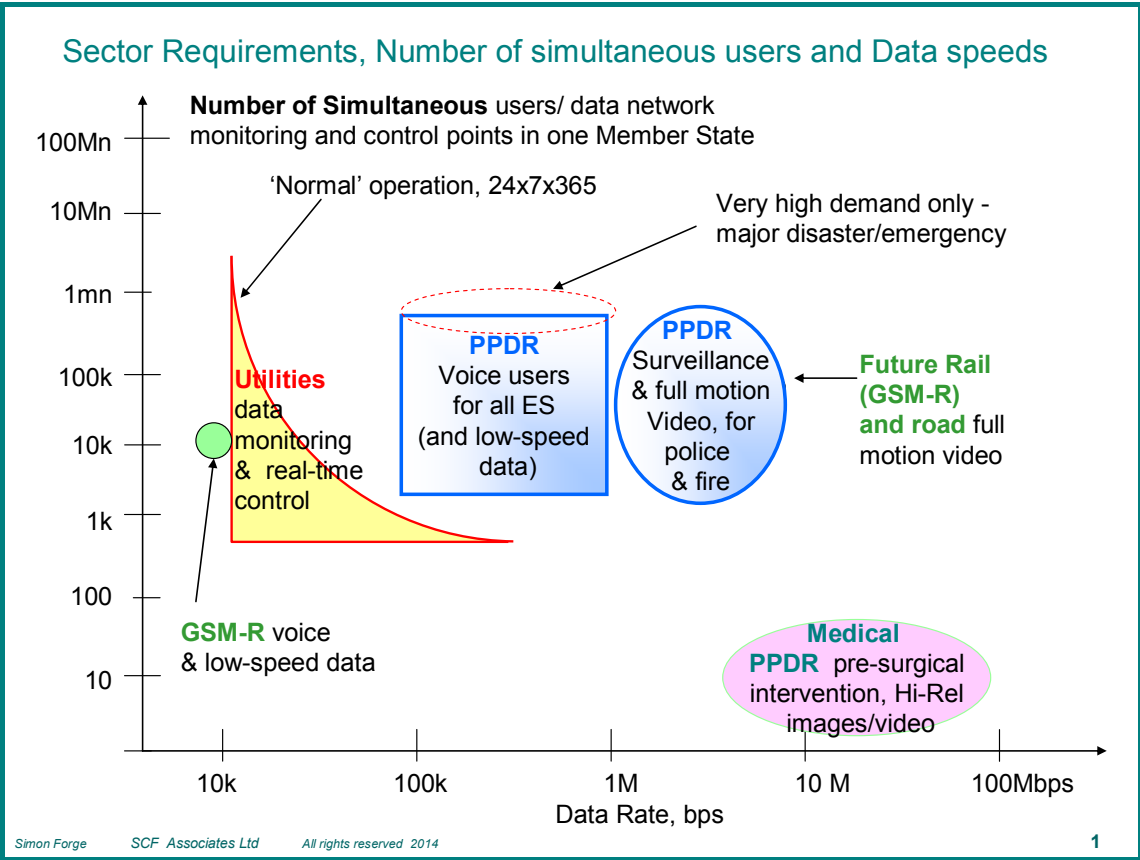 Sector Requirements, Number of simultaneous users and Data speeds
Number of Simultaneous users/ data network
monitoring and control points in one Member State
100Mn
10Mn
1mn
100k
10k
1k
100
10
‘Normal’ operation, 24x7x365
Very high demand only -
major disaster/emergency
Utilities
data
monitoring
& real-time
control
PPDR
Voice users
for all ES
(and low-speed
data)
PPDR
Surveillance
& full motion
Video, for
police
& fire
Future Rail
(GSM-R)
and road full
motion video
GSM-R voice
& low-speed data
Medical
PPDR pre-surgical
intervention, Hi-Rel
images/video
10k
100k
1M
10 M
100Mbps
Data Rate, bps
Simon Forge SCF Associates Ltd All rights reserved 2014
1